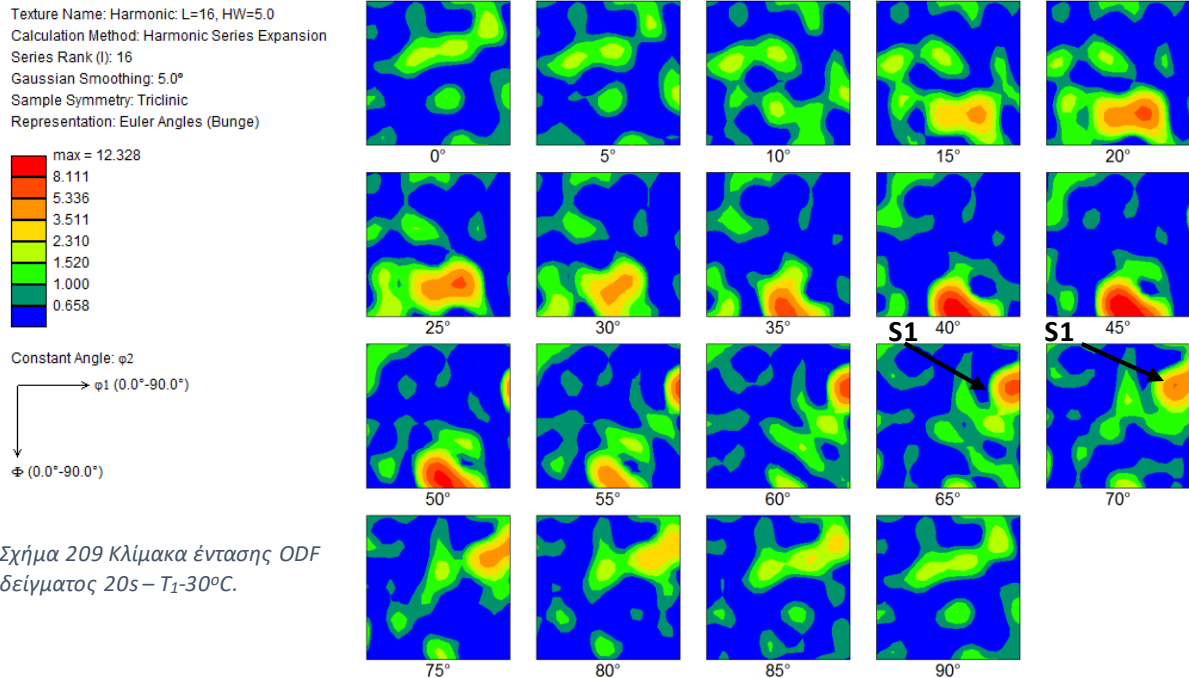 Texture Name: Harmonic: L=16, HW=5.0
Calculation Method: Harmonic Series Expansion
Series Rank (l): 16
Gaussian Smoothing: 5.0°
Sample Symmetry: Triclinic
Representation: Euler Angles (Bunge)
max = 12.328
8.111
5.336
3.511
2.310
1.520
1.000
0.658
Constant Angle: φ2
φ1 (0.0°-90.0°)
Φ (0.0°-90.0°)
0° 5° 10° 15° 20°
25° 30° 35° 40° 45°
S1 S1
50° 55° 60° 65° 70°
75° 80° 85° 90°
Σχήμα 209 Κλίμακα έντασης ODF
δείγματος 20s – T1-30°C.